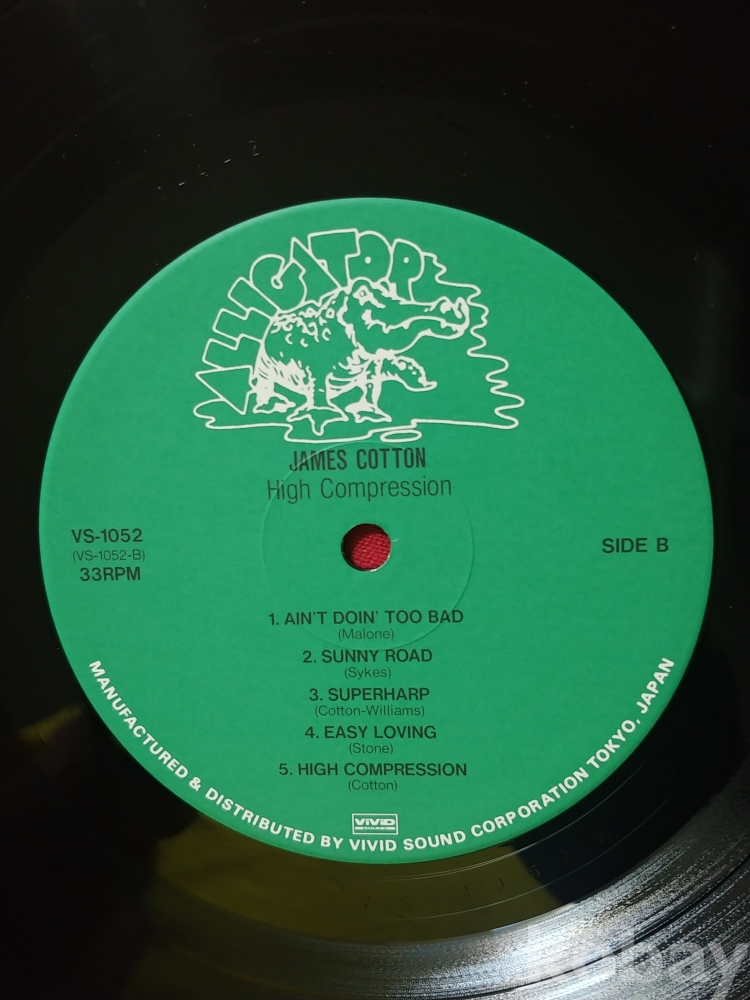 ALLIGATOR
JAMES COTTON
High Compression
VS-1052
(VS-1052-B)
33RPM
SIDE B
1. AIN'T DOIN' TOO BAD
(Malone)
2. SUNNY ROAD
(Sykes)
3. SUPERHARP
(Cotton-Williams)
4. EASY LOVING
(Stone)
5. HIGH COMPRESSION
(Cotton)
VIVID
SOUND
MANUFACTURED & DISTRIBUTED BY VIVID SOUND CORPORATION TOKYO, JAPAN
kobay